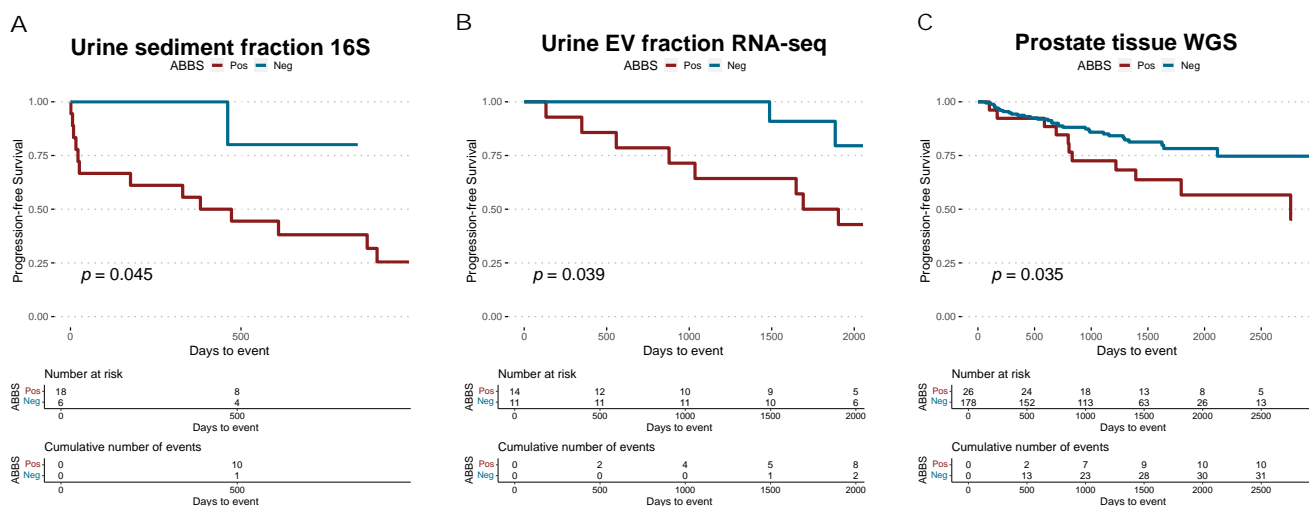 A
Urine sediment fraction 16S
ABBS Pos Neg
Progression-free Survival
1.00
0.75
0.50
0.25
0.00
p = 0.045
0 500
Days to event
Number at risk
ABBS
Pos 18 8
Neg 6 4
0 500
Days to event
Cumulative number of events
ABBS
Pos 0 10
Neg 0 1
0 500
Days to event
B
Urine EV fraction RNA-seq
ABBS Pos Neg
Progression-free Survival
1.00
0.75
0.50
0.25
0.00
p = 0.039
0 500 1000 1500 2000
Days to event
Number at risk
ABBS
Pos 14 12 10 9 5
Neg 11 11 11 10 6
0 500 1000 1500 2000
Days to event
Cumulative number of events
ABBS
Pos 0 2 4 5 8
Neg 0 0 0 1 2
0 500 1000 1500 2000
Days to event
C
Prostate tissue WGS
ABBS Pos Neg
Progression-free Survival
1.00
0.75
0.50
0.25
0.00
p = 0.035
0 500 1000 1500 2000 2500
Days to event
Number at risk
ABBS
Pos 26 24 18 13 8 5
Neg 178 152 113 63 26 13
0 500 1000 1500 2000 2500
Days to event
Cumulative number of events
ABBS
Pos 0 2 7 9 10 10
Neg 0 13 23 28 30 31
0 500 1000 1500 2000 2500
Days to event